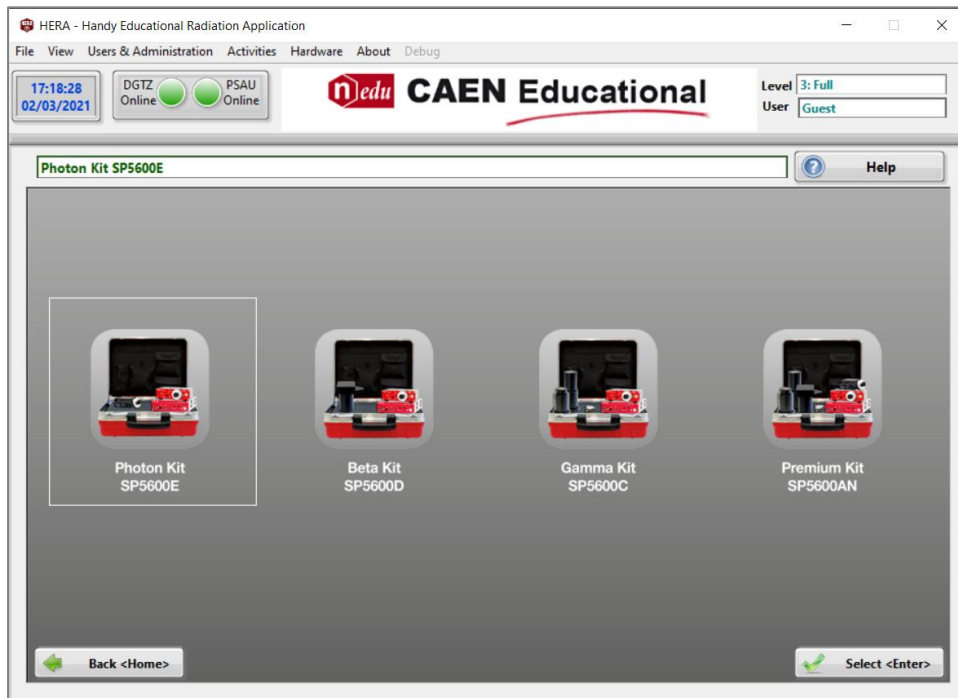 HERA - Handy Educational Radiation Application
File View Users & Administration Activities Hardware About Debug
17:18:28
02/03/2021
DGTZ
Online
PSAU
Online
n edu CAEN Educational
Level 3: Full
User Guest
Photon Kit SP5600E
Help
Photon Kit
SP5600E
Beta Kit
SP5600D
Gamma Kit
SP5600C
Premium Kit
SP5600AN
Back <Home>
Select <Enter>